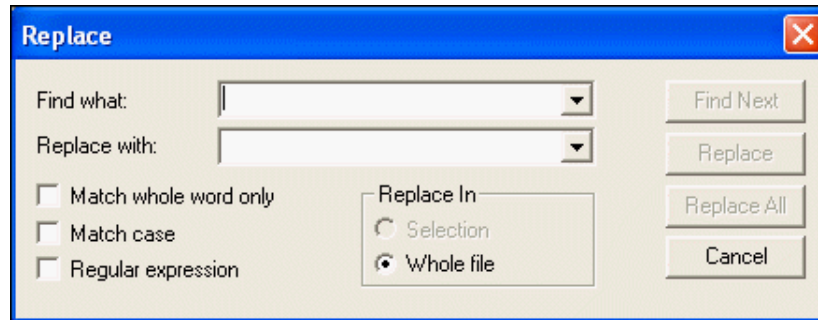 Replace
Find what:
Find Next
Replace with:
Replace
Match whole word only
Replace In
Replace All
Match case
Selection
Regular expression
Whole file
Cancel